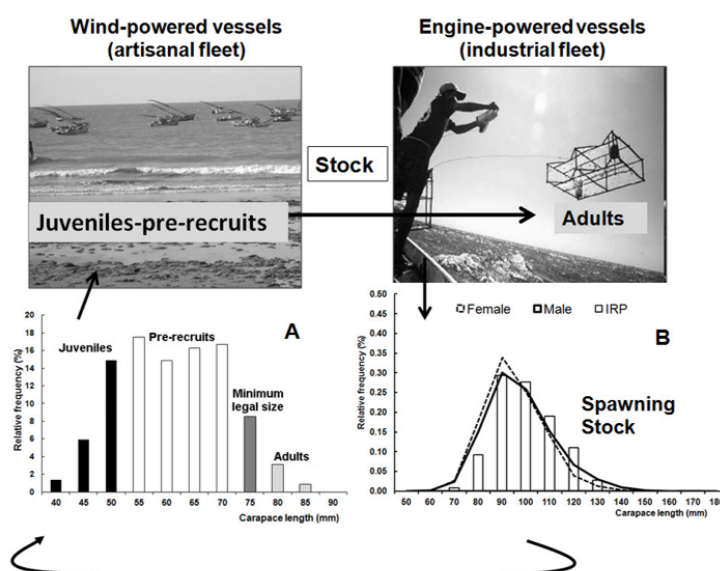 Wind-powered vessels
(artisanal fleet)
Engine-powered vessels
(industrial fleet)
Stock
Juveniles-pre-recruits
Adults
A
Relative frequency (%)
20
18
16
14
12
10
8
6
4
2
0
Juveniles
Pre-recruits
Minimum
legal size
Adults
40 45 50 55 60 65 70 75 80 85 90
Carapace length (mm)
B
Relative frequency (%)
0.50
0.45
0.40
0.35
0.30
0.25
0.20
0.15
0.10
0.05
0.00
Female Male IRP
Spawning
Stock
50 60 70 80 90 100 110 120 130 140 150 160 170 180
Carapace length (mm)